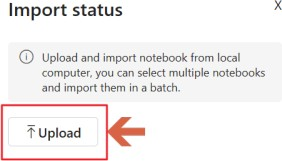 Import status X
Upload and import notebook from local
computer, you can select multiple notebooks
and import them in a batch.
Upload